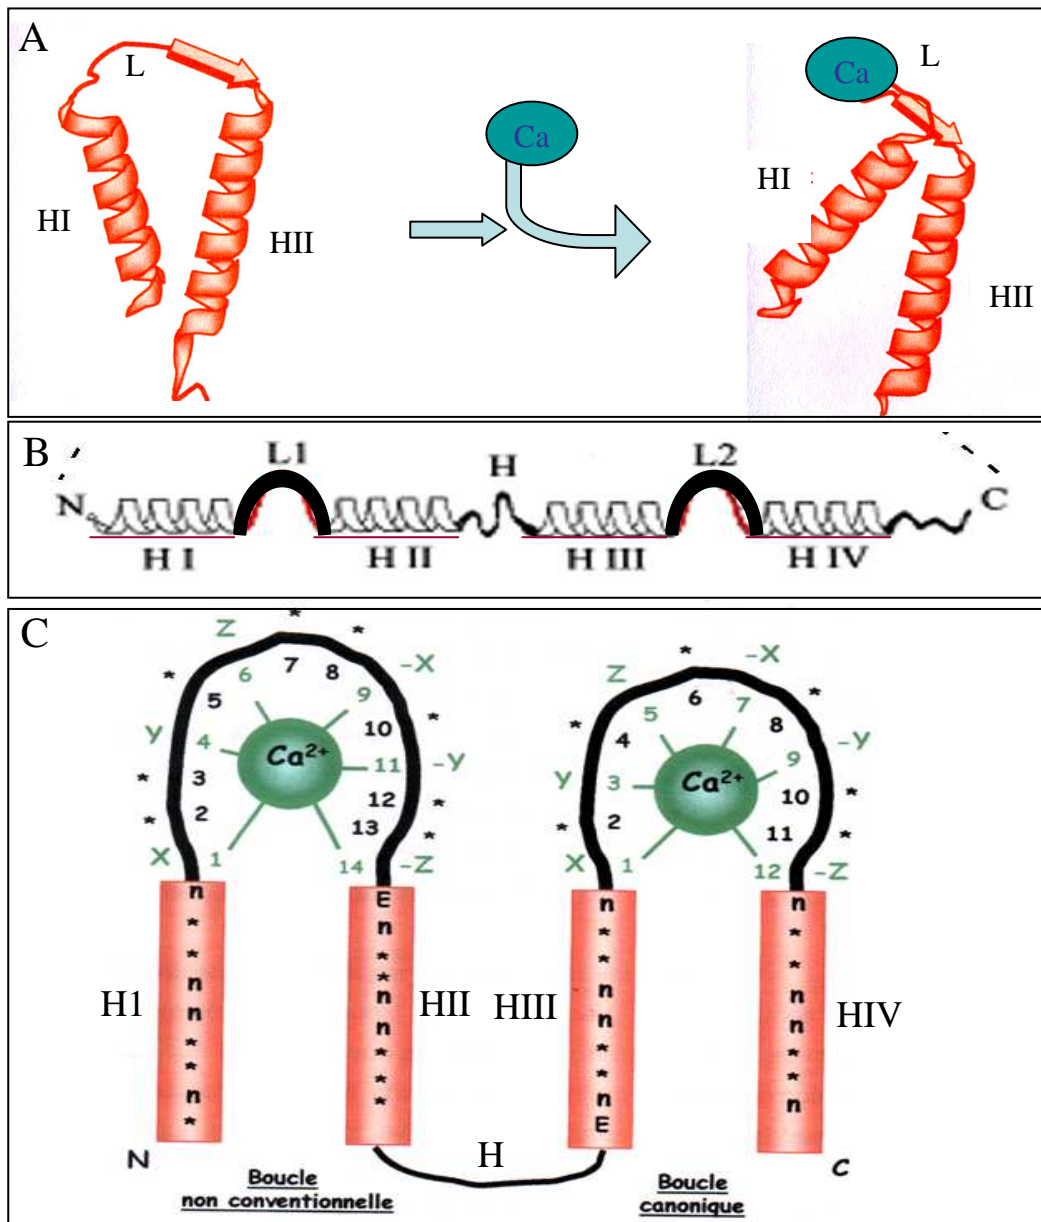 A
L
HI
HII
Ca
Ca
L
HI
HII
B
L1
H
L2
N
C
H I
H II
H III
H IV
C
* * * * * * * *
X Y Z -X -Y -Z
1 2 3 4 5 6 7 8 9 10 11 12 13 14
Ca2+
* * * * *
X Y Z -X -Y -Z
1 2 3 4 5 6 7 8 9 10 11 12
Ca2+
H1
n
*
*
n
n
*
*
n
*
HII
E
n
*
*
n
n
*
*
*
HIII
n
*
*
n
n
*
*
n
E
HIV
n
*
*
n
n
*
*
n
N
H
C
Boucle
non conventionnelle
Boucle
canonique